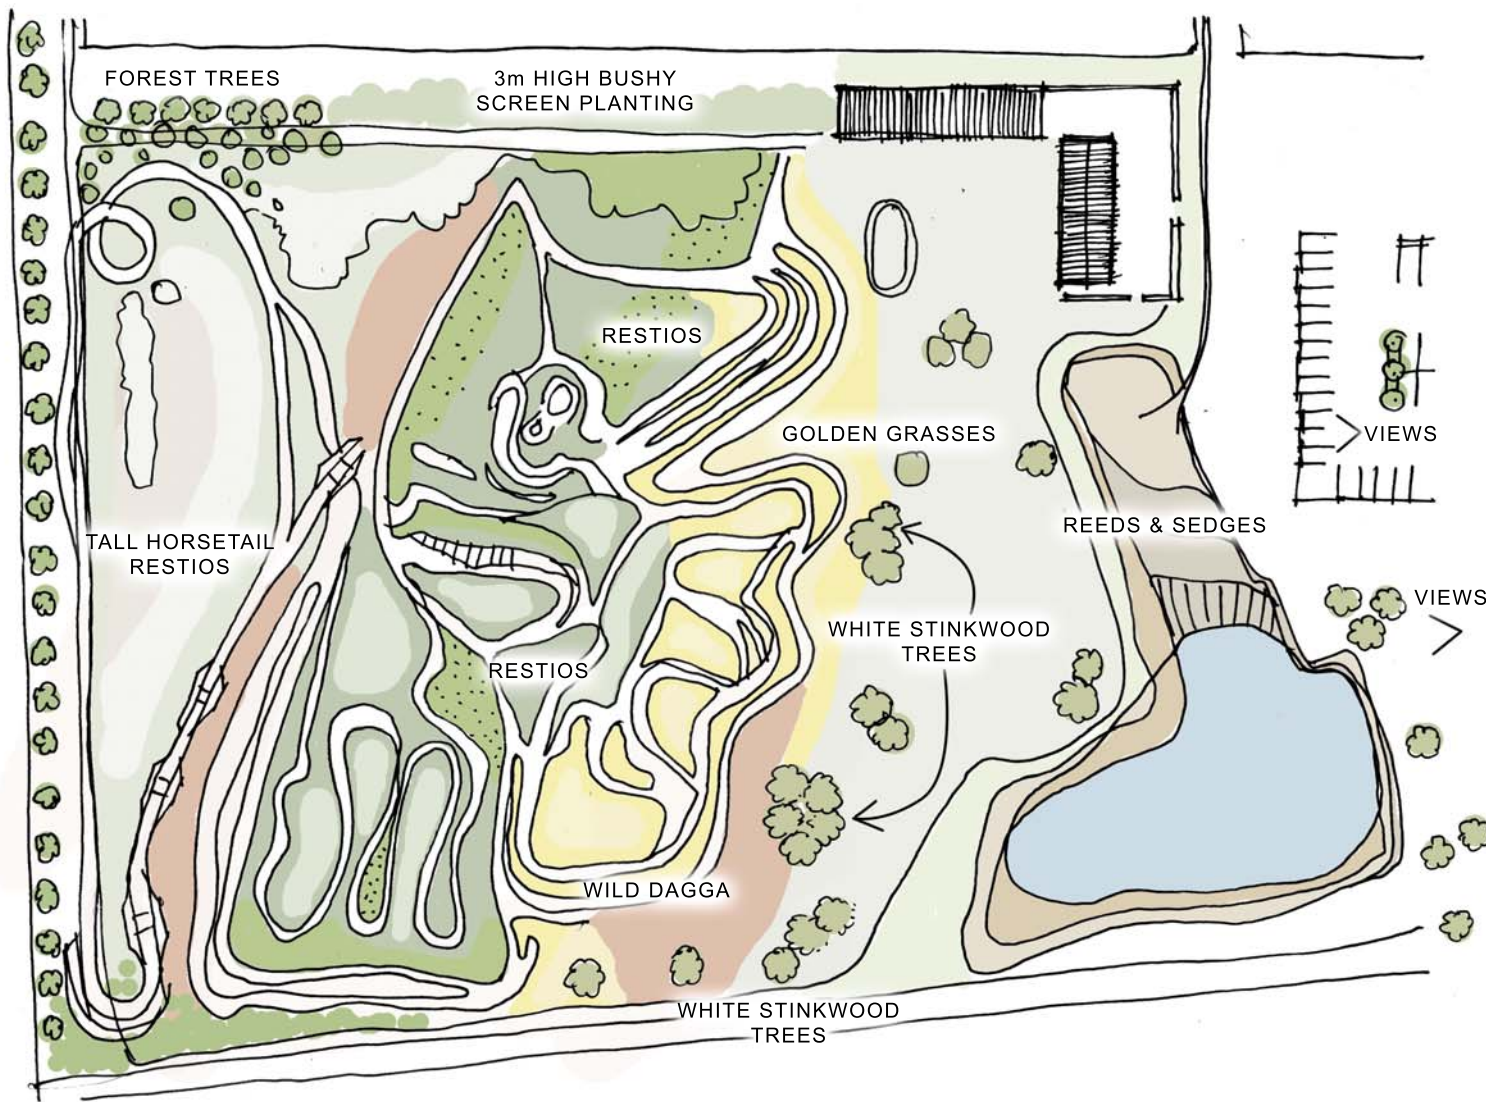 FOREST TREES
3m HIGH BUSHY
SCREEN PLANTING
RESTIOS
GOLDEN GRASSES
VIEWS
REEDS & SEDGES
TALL HORSETAIL
RESTIOS
VIEWS
WHITE STINKWOOD
TREES
RESTIOS
WILD DAGGA
WHITE STINKWOOD
TREES